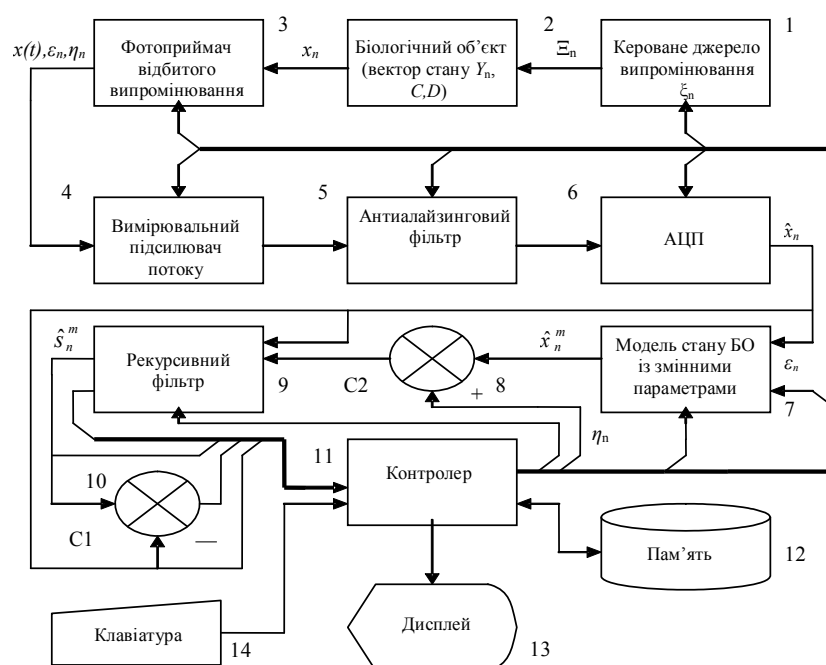 x(t),εₙ,ηₙ
3
Фотоприймач
відбитого
випромінювання
xₙ
2
Біологічний об’єкт
(вектор стану Yₙ,
C,D)
Ξₙ
1
Кероване джерело
випромінювання
ξₙ
4
Вимірювальний
підсилювач
потоку
5
Антиалайзинговий
фільтр
6
АЦП
x̂ₙ
ŝₙᵐ
Рекурсивний
фільтр
9
C2
+
8
x̂ₙᵐ
Модель стану БО
із змінними
параметрами
εₙ
7
ηₙ
10
C1
—
11
Контролер
Пам’ять
12
Клавіатура
14
Дисплей
13